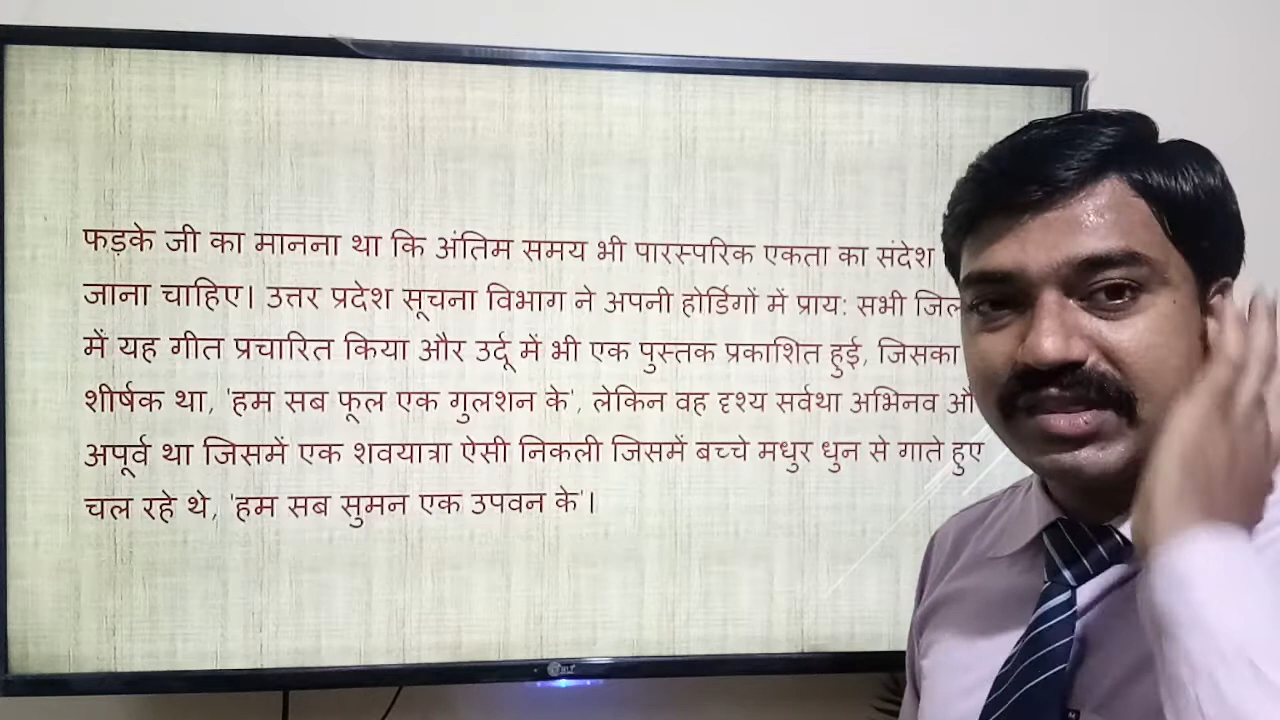 फड़के जी का मानना था कि अंतिम समय भी पारस्परिक एकता का संदेश
जाना चाहिए। उत्तर प्रदेश सूचना विभाग ने अपनी होर्डिगों में प्राय: सभी
में यह गीत प्रचारित किया और उर्दू में भी एक पुस्तक प्रकाशित हुई, जिसका
शीर्षक था, 'हम सब फूल एक गुलशन के', लेकिन वह दृश्य सर्वथा अभिनव
अपूर्व था जिसमें एक शवयात्रा ऐसी निकली जिसमें बच्चे मधुर धुन से गाते हुए
चल रहे थे, 'हम सब सुमन एक उपवन के'।